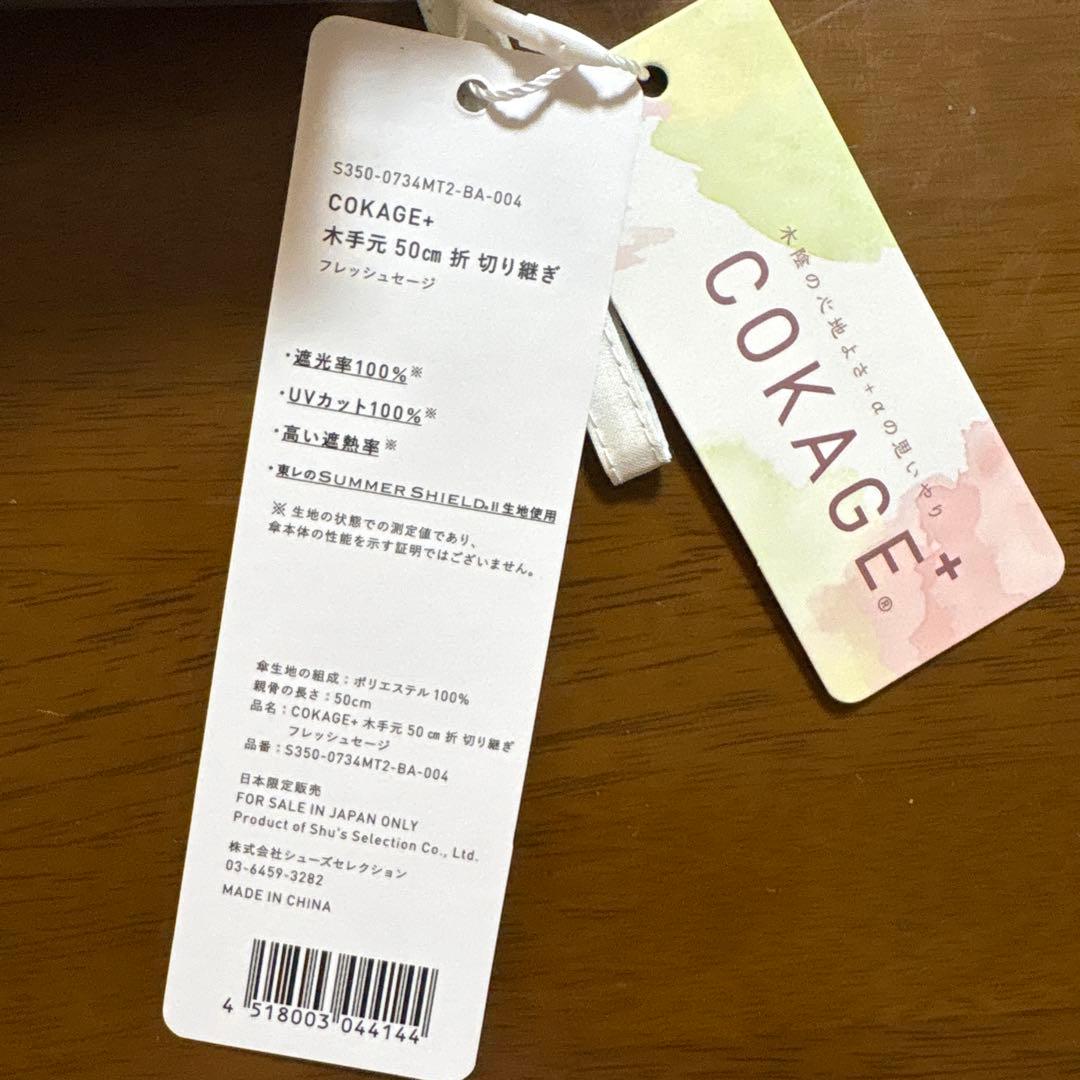 S350-0734MT2-BA-004
COKAGE+
木手元 50㎝ 折 切り継ぎ
フレッシュセージ
・遮光率100%※
・UVカット100%※
・高い遮熱率※
・東レのSUMMER SHIELD®II生地使用
※ 生地の状態での測定値であり、
傘本体の性能を示す証明ではございません。
傘生地の組成：ポリエステル 100%
親骨の長さ：50cm
品名：COKAGE+ 木手元 50 ㎝ 折 切り継ぎ
フレッシュセージ
品番：S350-0734MT2-BA-004
日本限定販売
FOR SALE IN JAPAN ONLY
Product of Shu's Selection Co., Ltd.
株式会社シューズセレクション
03-6459-3282
MADE IN CHINA
4 518003 044144
木陰の心地よさ+αの思いやり
COKAGE+®